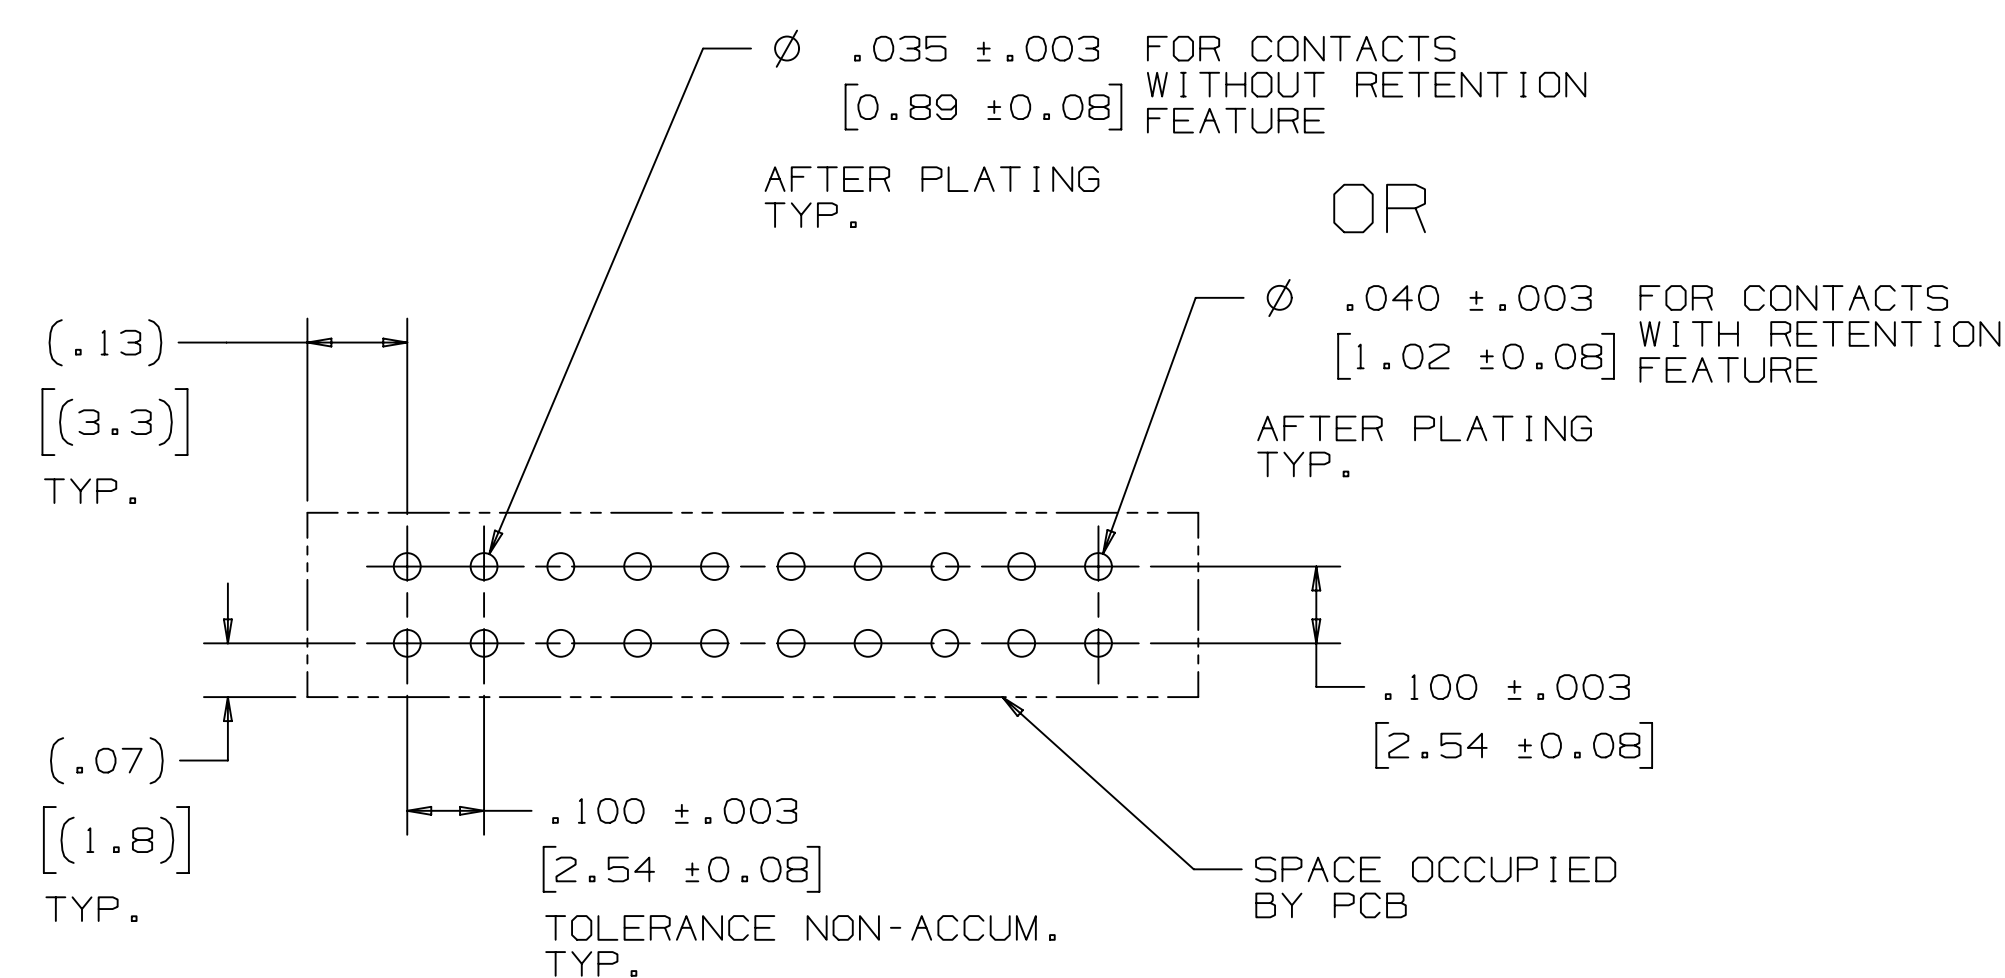 Ø .035 ±.003 FOR CONTACTS
WITHOUT RETENTION
[0.89 ±0.08] FEATURE
AFTER PLATING
TYP.
OR
Ø .040 ±.003 FOR CONTACTS
WITH RETENTION
[1.02 ±0.08] FEATURE
AFTER PLATING
TYP.
(.13)
[(3.3)]
TYP.
.100 ±.003
[2.54 ±0.08]
(.07)
[(1.8)]
TYP.
.100 ±.003
[2.54 ±0.08]
TOLERANCE NON-ACCUM.
TYP.
SPACE OCCUPIED
BY PCB